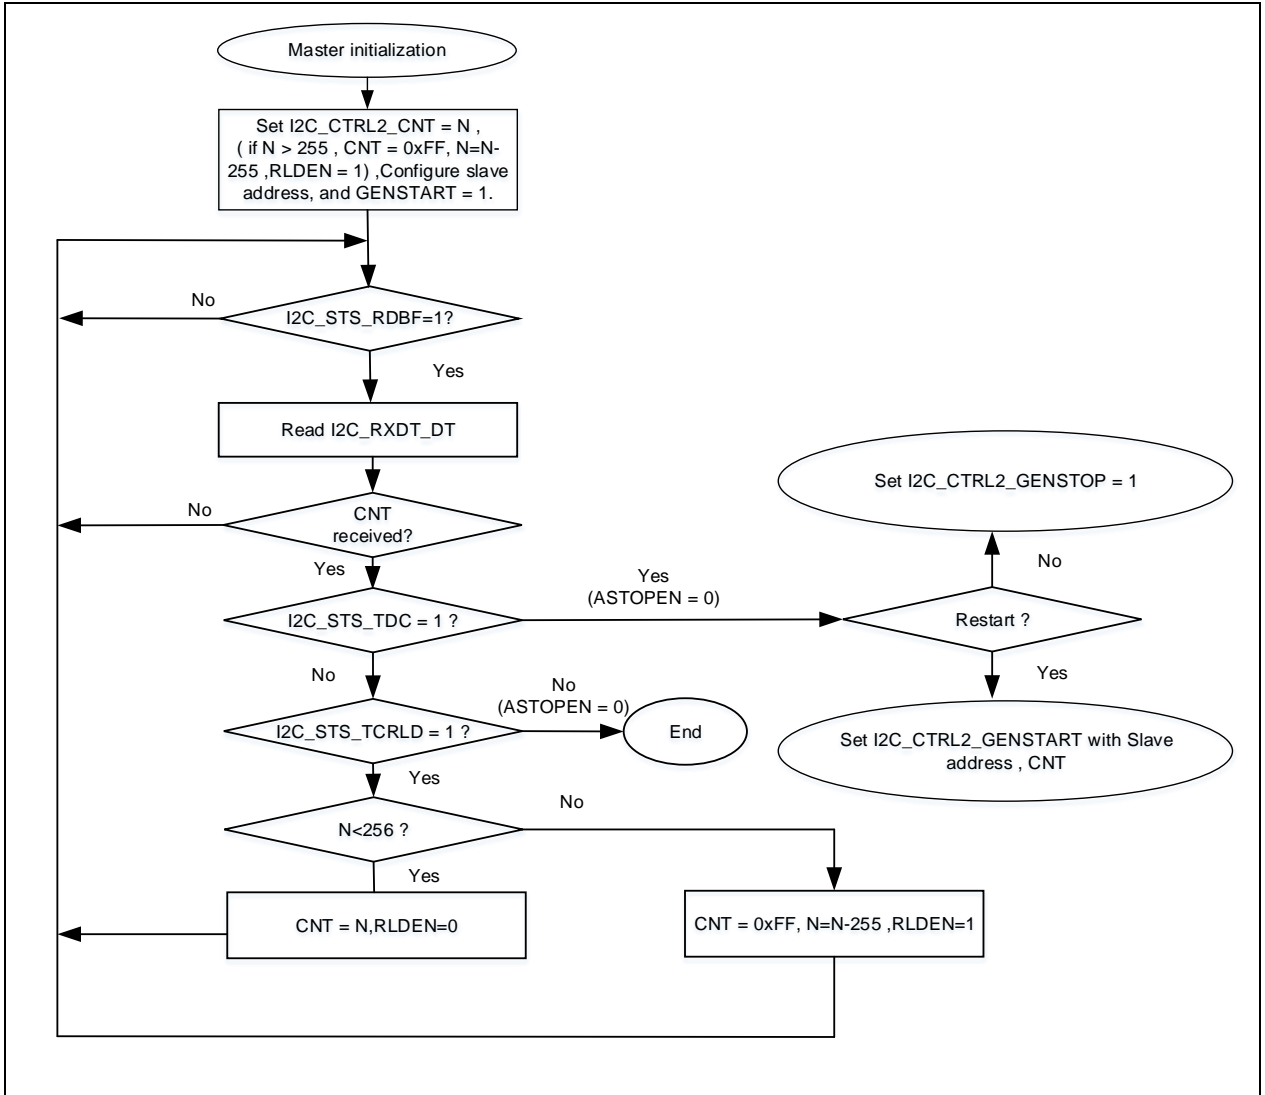 Master initialization
Set I2C_CTRL2_CNT = N ,
( if N > 255 , CNT = 0xFF, N=N-
255 ,RLDEN = 1) ,Configure slave
address, and GENSTART = 1.
No
I2C_STS_RDBF=1?
Yes
Read I2C_RXDT_DT
No
CNT
received?
Yes
I2C_STS_TDC = 1 ?
Yes
(ASTOPEN = 0)
Restart ?
No
Set I2C_CTRL2_GENSTOP = 1
Yes
Set I2C_CTRL2_GENSTART with Slave
address , CNT
No
I2C_STS_TCRLD = 1 ?
No
(ASTOPEN = 0)
End
Yes
N<256 ?
No
Yes
CNT = N,RLDEN=0
CNT = 0xFF, N=N-255 ,RLDEN=1